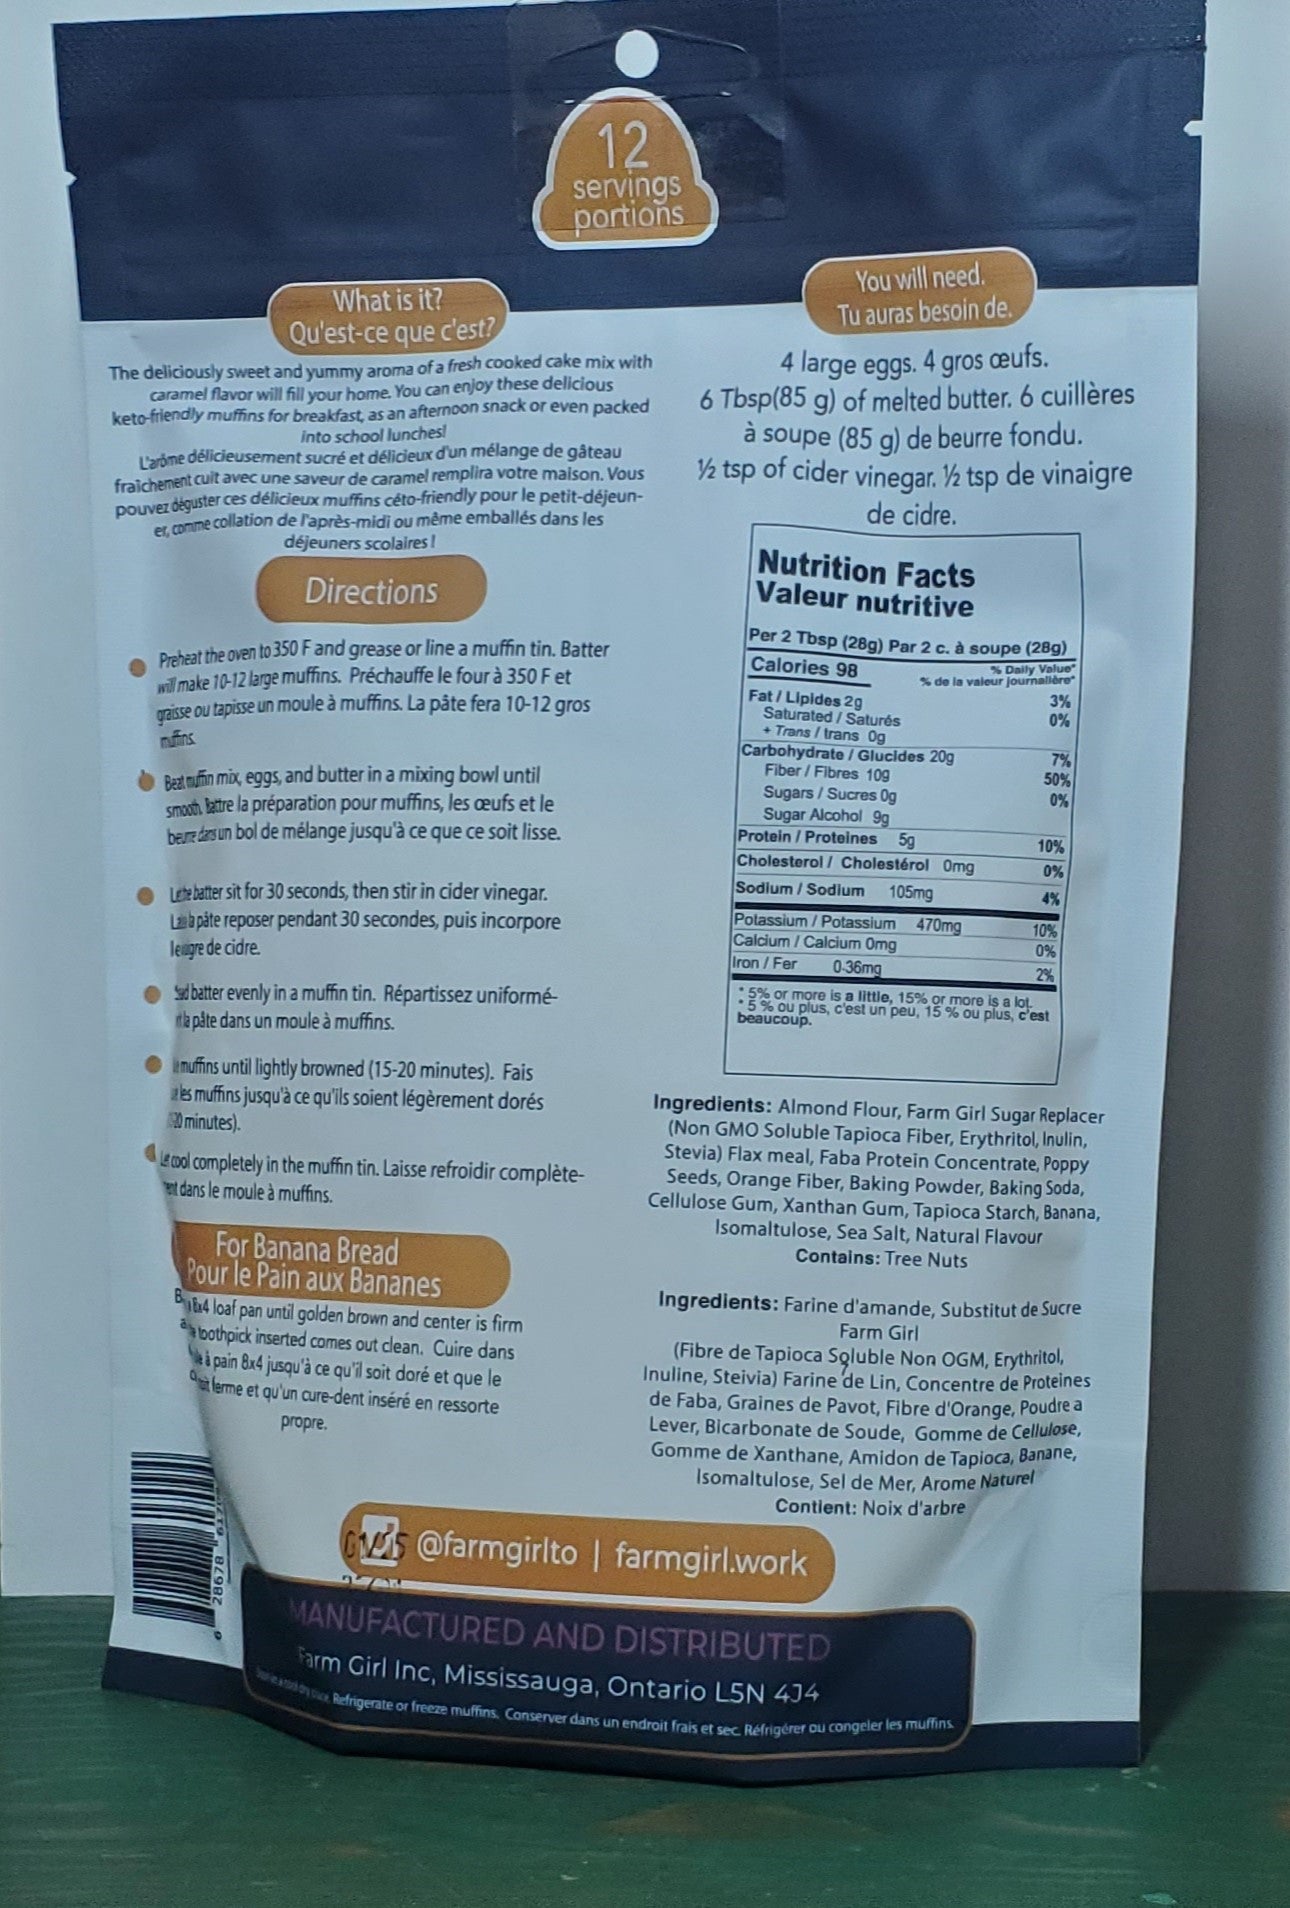 12
servings
portions
What is it?
Qu'est-ce que c'est?
The deliciously sweet and yummy aroma of a fresh cooked cake mix with
caramel flavor will fill your home. You can enjoy these delicious
keto-friendly muffins for breakfast, as an afternoon snack or even packed
into school lunches!
L'arôme délicieusement sucré et délicieux d'un mélange de gâteau
fraîchement cuit avec une saveur de caramel remplira votre maison. Vous
pouvez déguster ces délicieux muffins céto-friendly pour le petit-déjeun-
er, comme collation de l'après-midi ou même emballés dans les
déjeuners scolaires !
Directions
Preheat the oven to 350 F and grease or line a muffin tin. Batter
will make 10-12 large muffins. Préchauffe le four à 350 F et
graisse ou tapisse un moule à muffins. La pâte fera 10-12 gros
muffins.
Beat muffin mix, eggs, and butter in a mixing bowl until
smooth. Battre la préparation pour muffins, les œufs et le
beurre dans un bol de mélange jusqu'à ce que ce soit lisse.
batter sit for 30 seconds, then stir in cider vinegar.
pâte reposer pendant 30 secondes, puis incorpore
de cidre.
batter evenly in a muffin tin. Répartissez uniformé-
la pâte dans un moule à muffins.
muffins until lightly browned (15-20 minutes). Fais
les muffins jusqu'à ce qu'ils soient légèrement dorés
minutes).
cool completely in the muffin tin. Laisse refroidir complète-
dans le moule à muffins.
For Banana Bread
Pour le Pain aux Bananes
8x4 loaf pan until golden brown and center is firm
toothpick inserted comes out clean. Cuire dans
à pain 8x4 jusqu'à ce qu'il soit doré et que le
ferme et qu'un cure-dent inséré en ressorte
propre.
You will need.
Tu auras besoin de.
4 large eggs. 4 gros œufs.
6 Tbsp(85 g) of melted butter. 6 cuillères
à soupe (85 g) de beurre fondu.
½ tsp of cider vinegar. ½ tsp de vinaigre
de cidre.
Nutrition Facts
Valeur nutritive
Per 2 Tbsp (28g) Par 2 c. à soupe (28g)
Calories 98
% Daily Value*
% de la valeur journalière*
Fat / Lipides 2g 3%
Saturated / Saturés 0%
+ Trans / trans 0g
Carbohydrate / Glucides 20g 7%
Fiber / Fibres 10g 50%
Sugars / Sucres 0g 0%
Sugar Alcohol 9g
Protein / Proteines 5g 10%
Cholesterol / Cholestérol 0mg 0%
Sodium / Sodium 105mg 4%
Potassium / Potassium 470mg 10%
Calcium / Calcium 0mg 0%
Iron / Fer 0.36mg 2%
* 5% or more is a little, 15% or more is a lot.
* 5 % ou plus, c'est un peu, 15 % ou plus, c'est
beaucoup.
Ingredients: Almond Flour, Farm Girl Sugar Replacer
(Non GMO Soluble Tapioca Fiber, Erythritol, Inulin,
Stevia) Flax meal, Faba Protein Concentrate, Poppy
Seeds, Orange Fiber, Baking Powder, Baking Soda,
Cellulose Gum, Xanthan Gum, Tapioca Starch, Banana,
Isomaltulose, Sea Salt, Natural Flavour
Contains: Tree Nuts
Ingredients: Farine d'amande, Substitut de Sucre
Farm Girl
(Fibre de Tapioca Soluble Non OGM, Erythritol,
Inuline, Steivia) Farine de Lin, Concentre de Proteines
de Faba, Graines de Pavot, Fibre d'Orange, Poudre a
Lever, Bicarbonate de Soude, Gomme de Cellulose,
Gomme de Xanthane, Amidon de Tapioca, Banane,
Isomaltulose, Sel de Mer, Arome Naturel
Contient: Noix d'arbre
@farmgirlto | farmgirl.work
MANUFACTURED AND DISTRIBUTED
Farm Girl Inc, Mississauga, Ontario L5N 4J4
Refrigerate or freeze muffins. Conserver dans un endroit frais et sec. Réfrigérer ou congeler les muffins.
28678